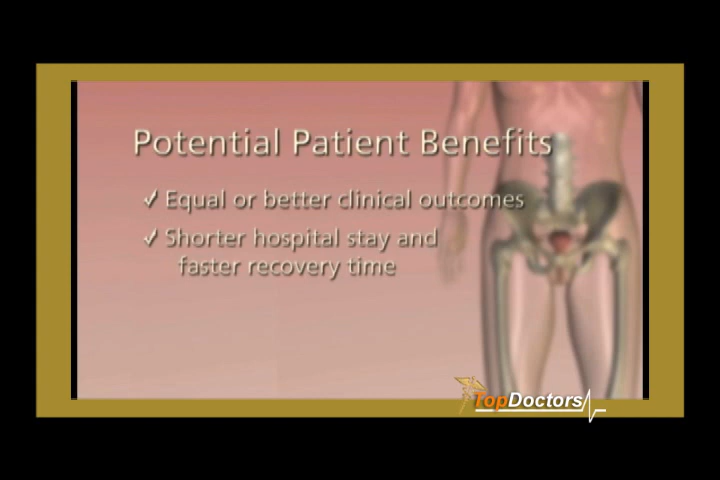 Potential Patient Benefits
✓ Equal or better clinical outcomes
✓ Shorter hospital stay and
faster recovery time
TopDoctors